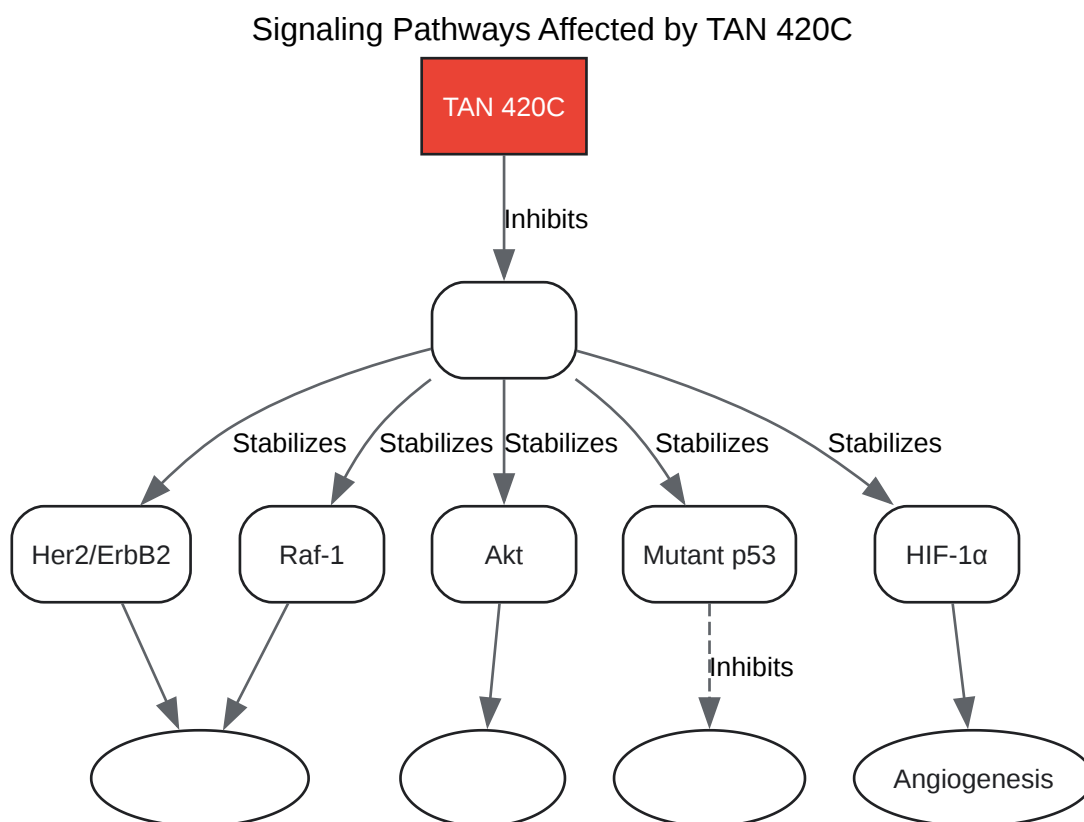 Signaling Pathways Affected by TAN 420C
TAN 420C
Inhibits
Stabilizes
Stabilizes
Stabilizes
Stabilizes
Stabilizes
Her2/ErbB2
Raf-1
Akt
Mutant p53
HIF-1α
Inhibits
Angiogenesis